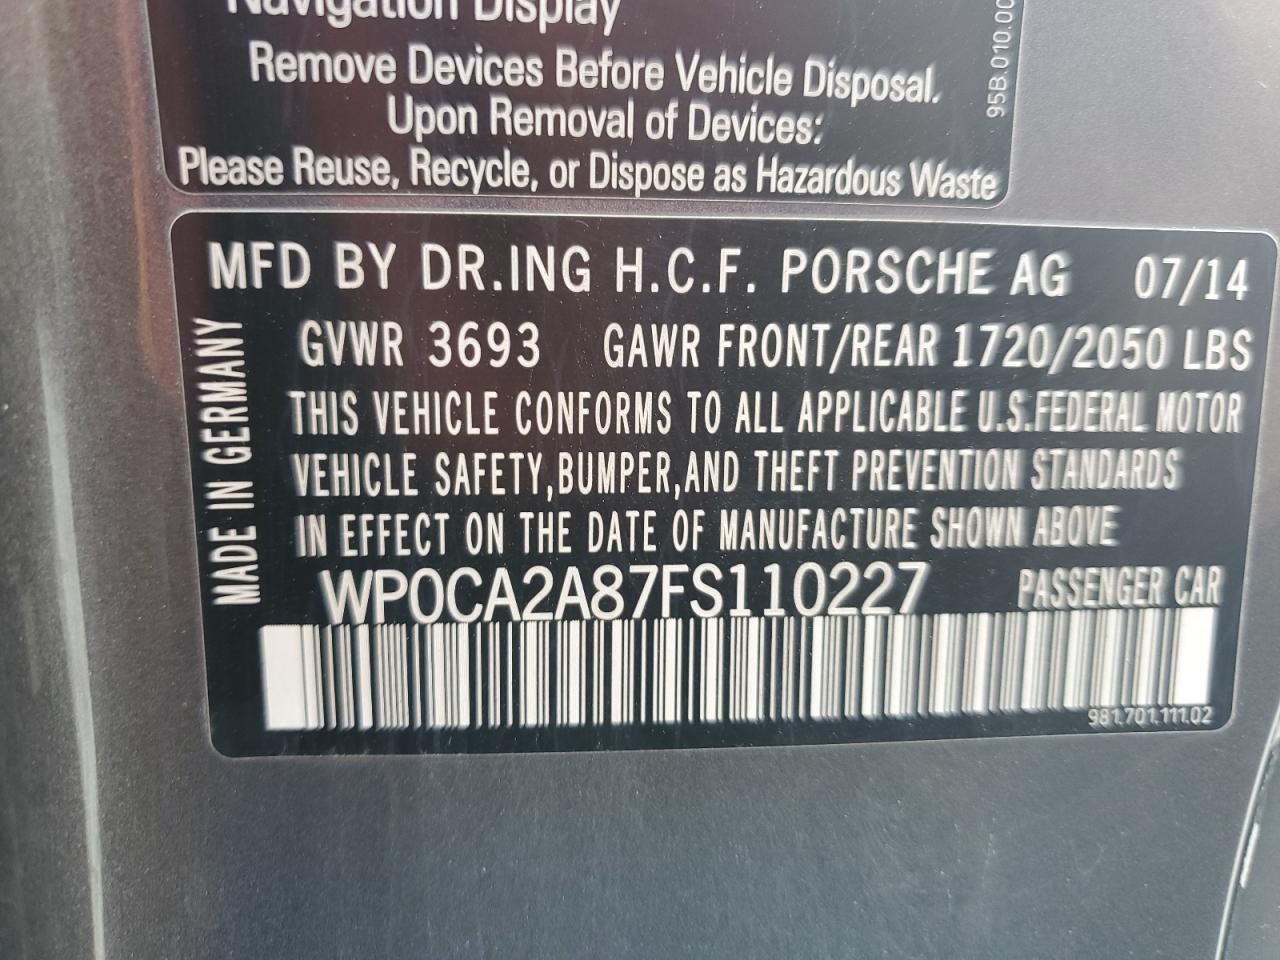 Navigation Display
Remove Devices Before Vehicle Disposal.
Upon Removal of Devices:
Please Reuse, Recycle, or Dispose as Hazardous Waste
95B.010.00
MFD BY DR.ING H.C.F. PORSCHE AG 07/14
GVWR 3693 GAWR FRONT/REAR 1720/2050 LBS
THIS VEHICLE CONFORMS TO ALL APPLICABLE U.S.FEDERAL MOTOR
VEHICLE SAFETY,BUMPER,AND THEFT PREVENTION STANDARDS
IN EFFECT ON THE DATE OF MANUFACTURE SHOWN ABOVE
MADE IN GERMANY
WP0CA2A87FS110227 PASSENGER CAR
981.701.111.02